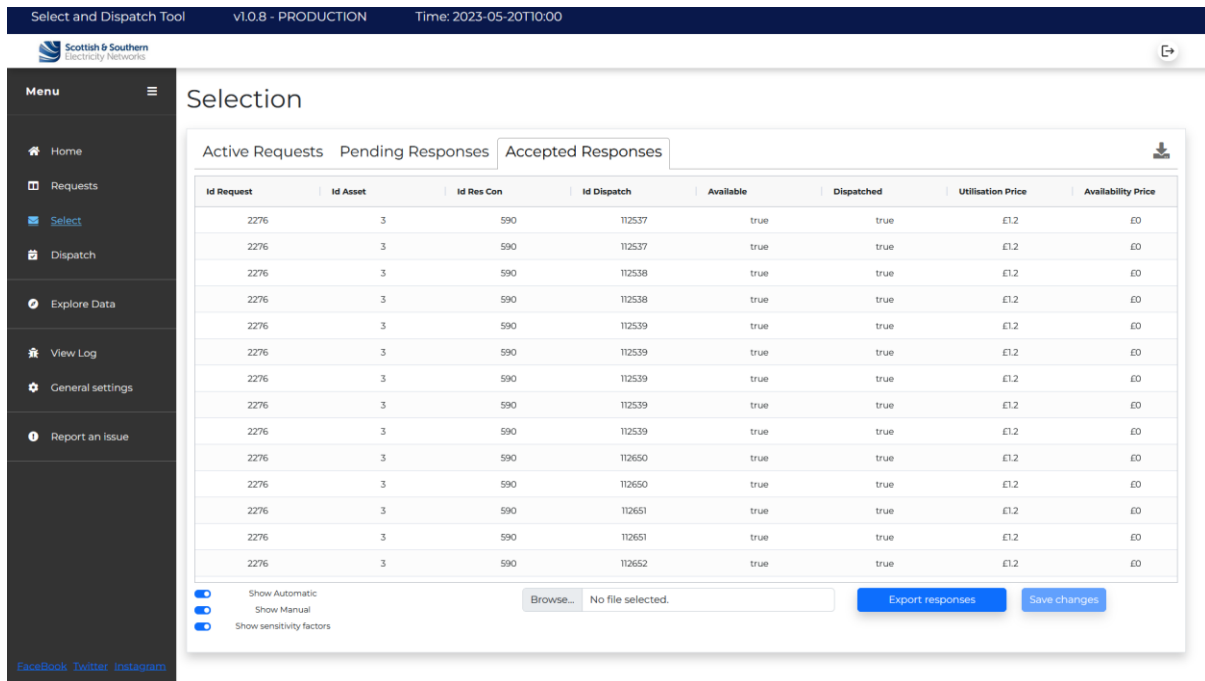 Select and Dispatch Tool v1.0.8 - PRODUCTION Time: 2023-05-20T10:00
Scottish & Southern
Electricity Networks
Menu
Home
Requests
Select
Dispatch
Explore Data
View Log
General settings
Report an issue
FaceBook Twitter Instagram
Selection
Active Requests Pending Responses Accepted Responses
Id Request Id Asset Id Res Con Id Dispatch Available Dispatched Utilisation Price Availability Price
2276 3 590 112537 true true £1.2 £0
2276 3 590 112537 true true £1.2 £0
2276 3 590 112538 true true £1.2 £0
2276 3 590 112538 true true £1.2 £0
2276 3 590 112539 true true £1.2 £0
2276 3 590 112539 true true £1.2 £0
2276 3 590 112539 true true £1.2 £0
2276 3 590 112539 true true £1.2 £0
2276 3 590 112539 true true £1.2 £0
2276 3 590 112650 true true £1.2 £0
2276 3 590 112650 true true £1.2 £0
2276 3 590 112651 true true £1.2 £0
2276 3 590 112651 true true £1.2 £0
2276 3 590 112652 true true £1.2 £0
Show Automatic
Show Manual
Show sensitivity factors
Browse... No file selected.
Export responses
Save changes